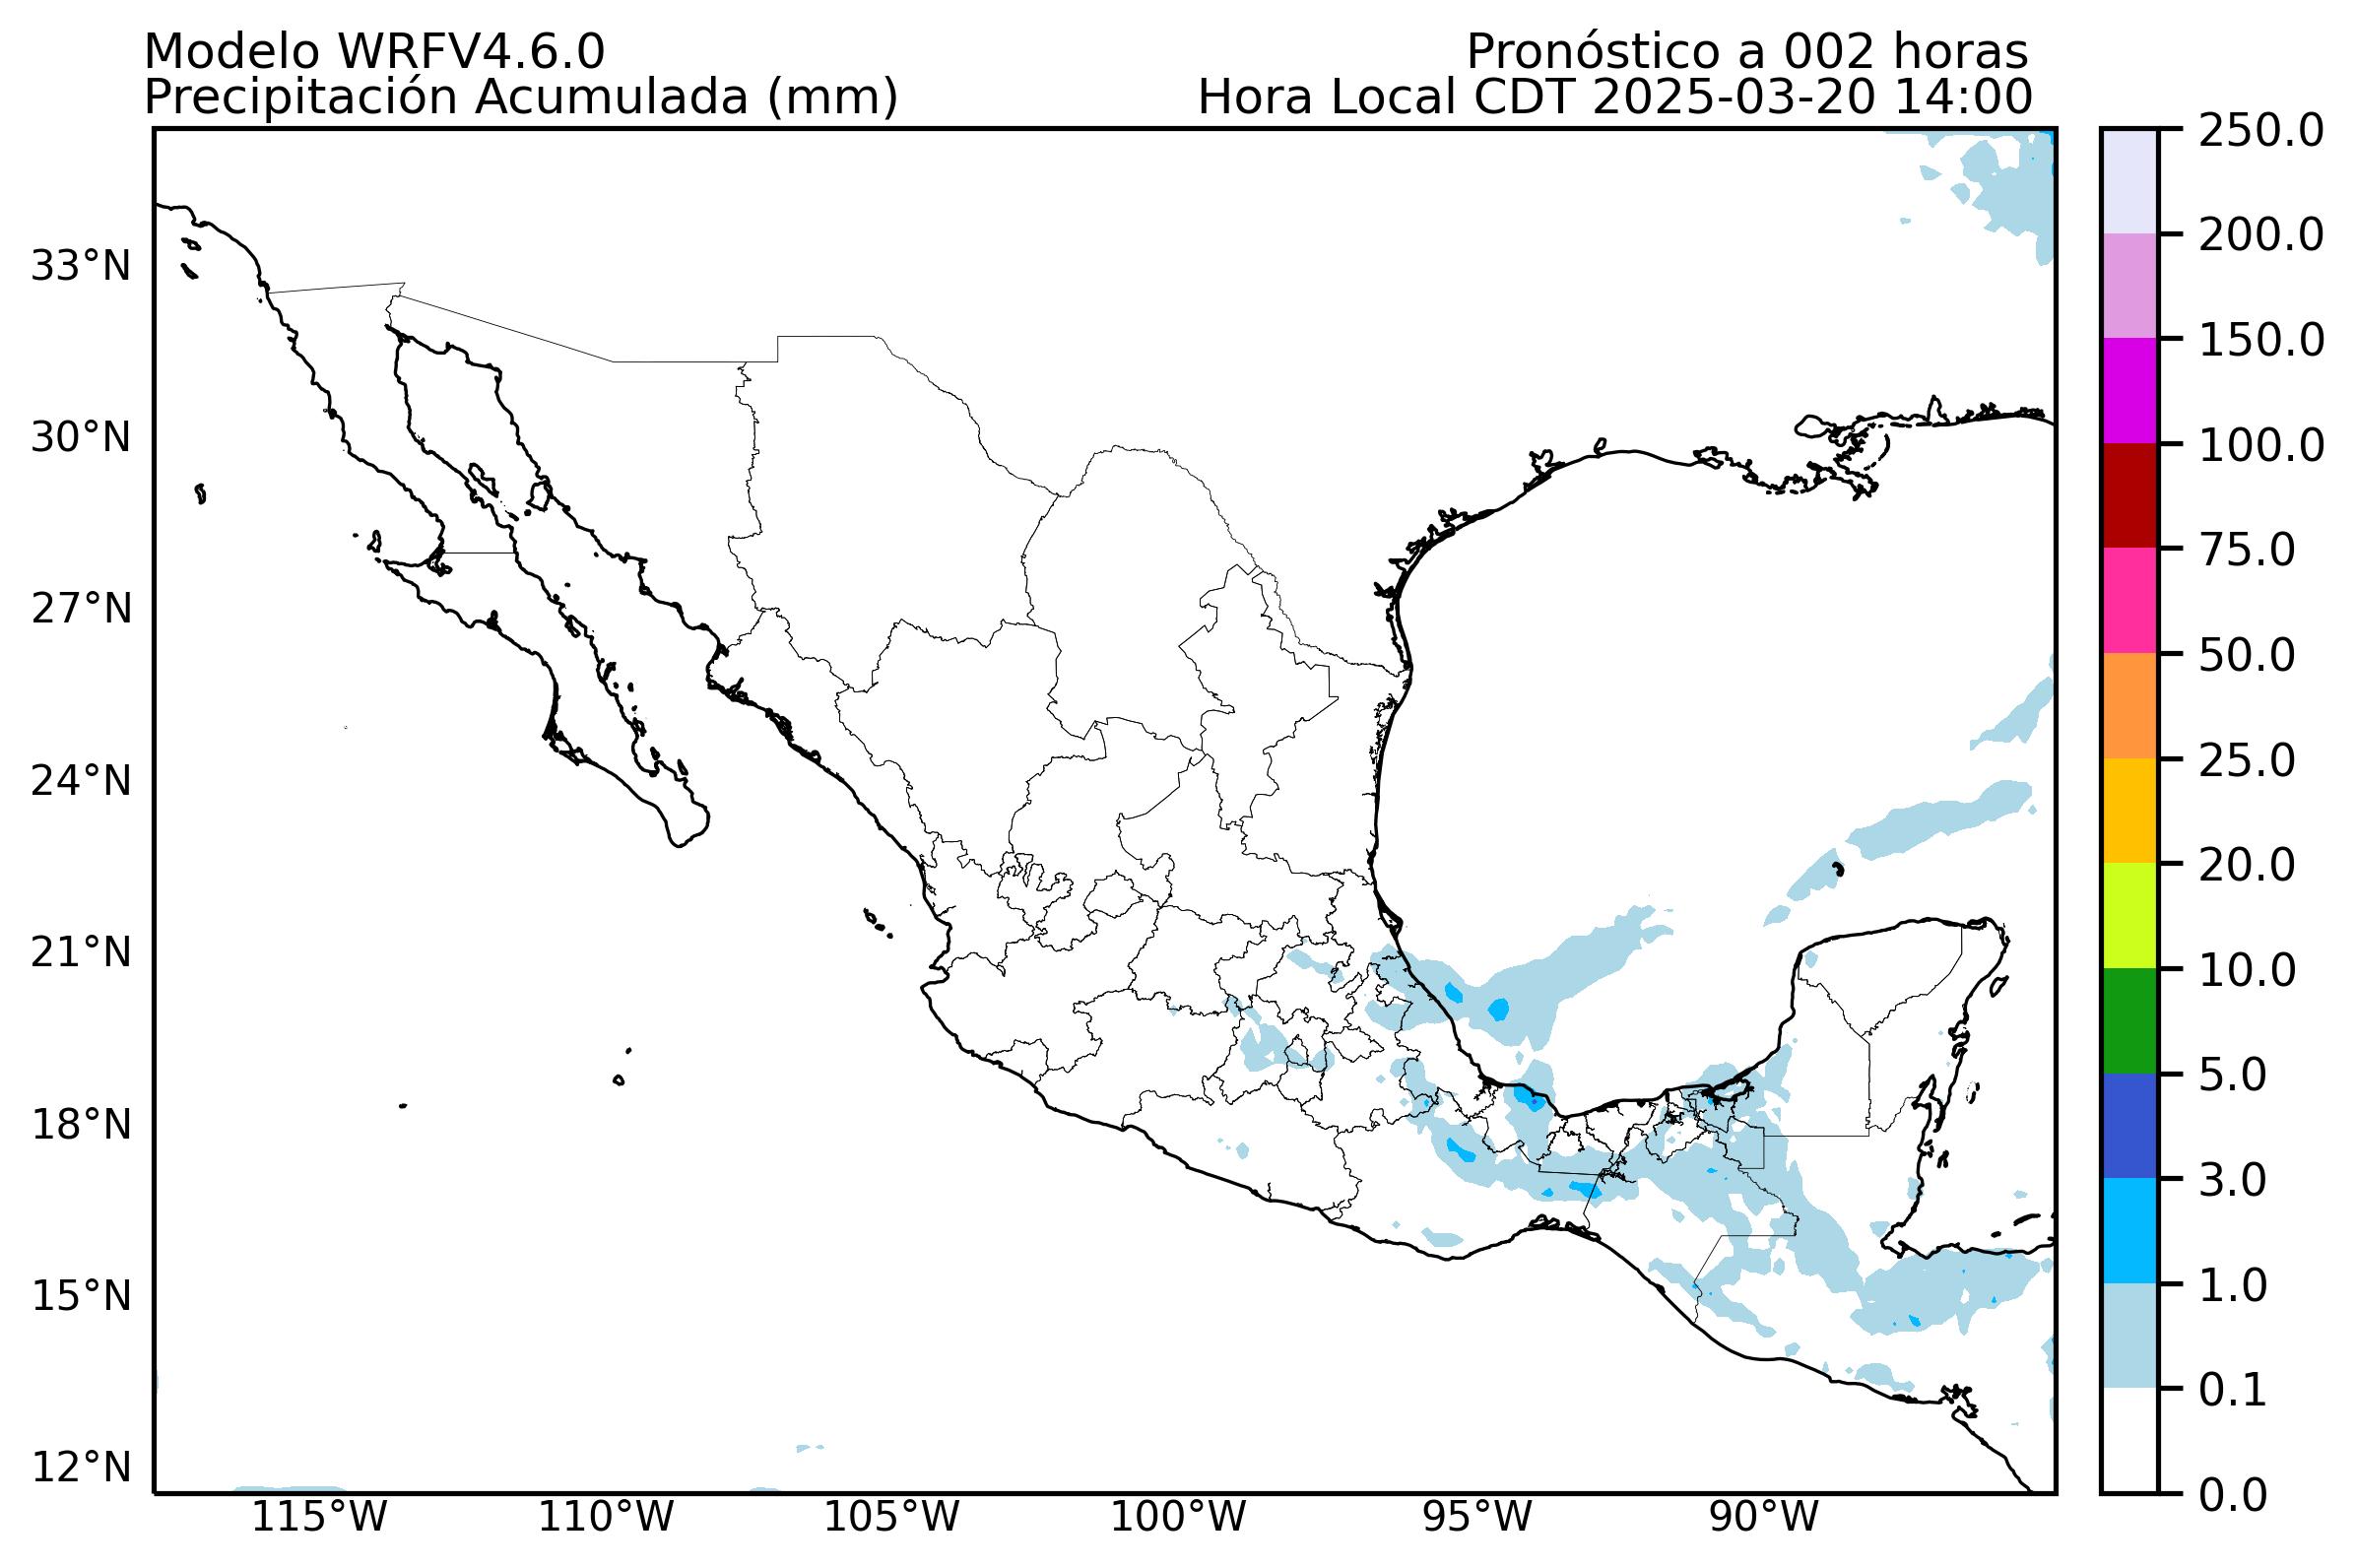 Modelo WRFV4.6.0
Pronóstico a 002 horas
Precipitación Acumulada (mm)
Hora Local CDT 2025-03-20 14:00
33°N
30°N
27°N
24°N
21°N
18°N
15°N
12°N
115°W
110°W
105°W
100°W
95°W
90°W
250.0
200.0
150.0
100.0
75.0
50.0
25.0
20.0
10.0
5.0
3.0
1.0
0.1
0.0